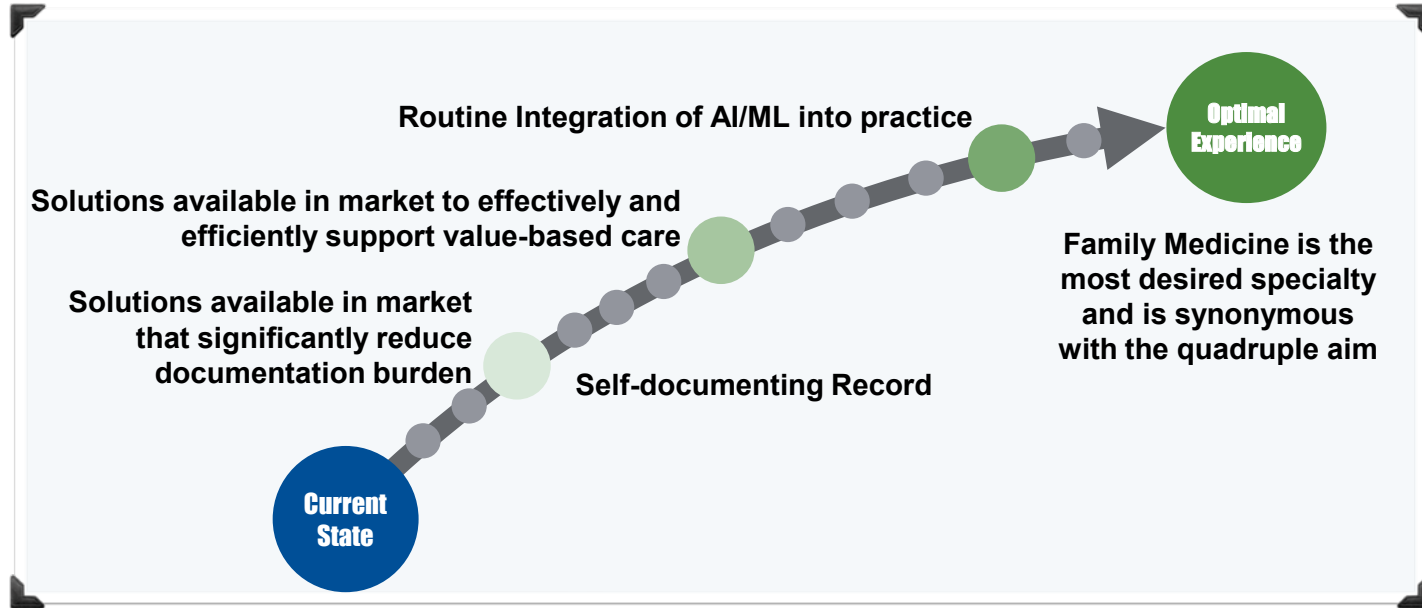 Routine Integration of AI/ML into practice
Optimal
Experience
Solutions available in market to effectively and
efficiently support value-based care
Family Medicine is the
most desired specialty
and is synonymous
with the quadruple aim
Solutions available in market
that significantly reduce
documentation burden
Self-documenting Record
Current
State